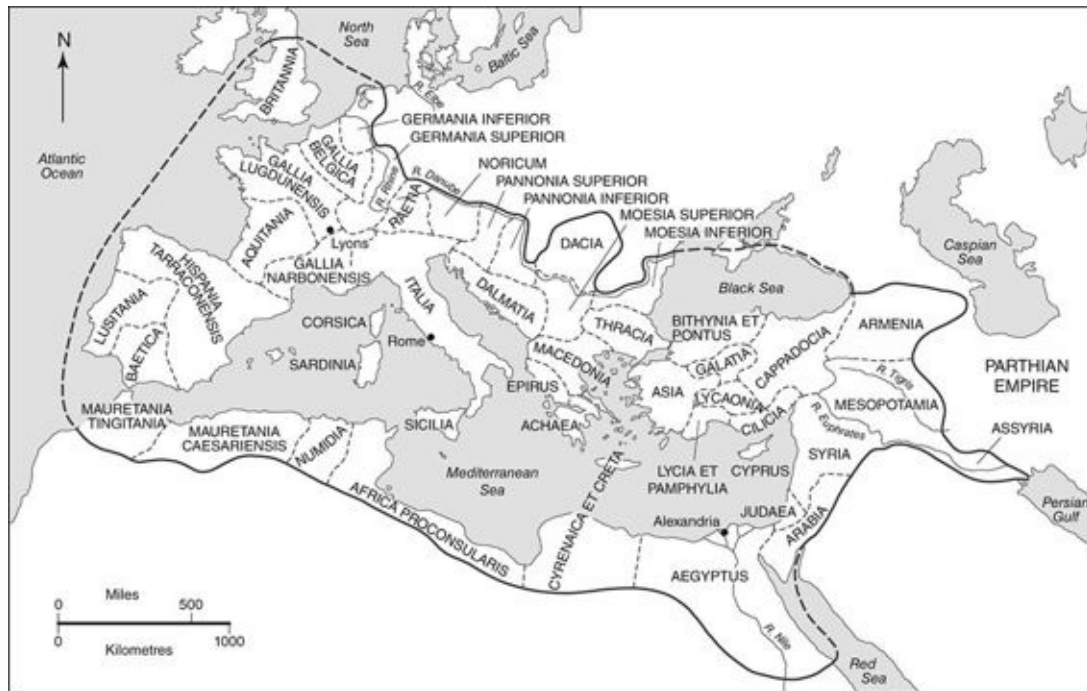 N
North
Sea
Baltic Sea
R. Elbe
BRITANNIA
Atlantic
Ocean
GERMANIA INFERIOR
GERMANIA SUPERIOR
GALLIA
BELGICA
GALLIA
LUGDUNENSIS
R. Rhine
R. Danube
NORICUM
PANNONIA SUPERIOR
PANNONIA INFERIOR
MOESIA SUPERIOR
MOESIA INFERIOR
RAETIA
DACIA
AQUITANIA
Lyons
GALLIA
NARBONENSIS
Caspian
Sea
Black Sea
HISPANIA
TARRACONENSIS
LUSITANIA
BAETICA
ITALIA
CORSICA
Rome
SARDINIA
DALMATIA
THRACIA
MACEDONIA
EPIRUS
ACHAEA
SICILIA
BITHYNIA ET
PONTUS
GALATIA
CAPPADOCIA
ARMENIA
ASIA
LYCAONIA
CILICIA
PARTHIAN
EMPIRE
R. Tigris
MESOPOTAMIA
R. Euphrates
ASSYRIA
SYRIA
MAURETANIA
TINGITANIA
MAURETANIA
CAESARIENSIS
NUMIDIA
AFRICA PROCONSULARIS
Mediterranean
Sea
CYRENAICA ET CRETA
LYCIA ET
PAMPHYLIA
CYPRUS
JUDAEA
ARABIA
Alexandria
Persian
Gulf
AEGYPTUS
R. Nile
Red
Sea
0 Miles 500
0 Kilometres 1000